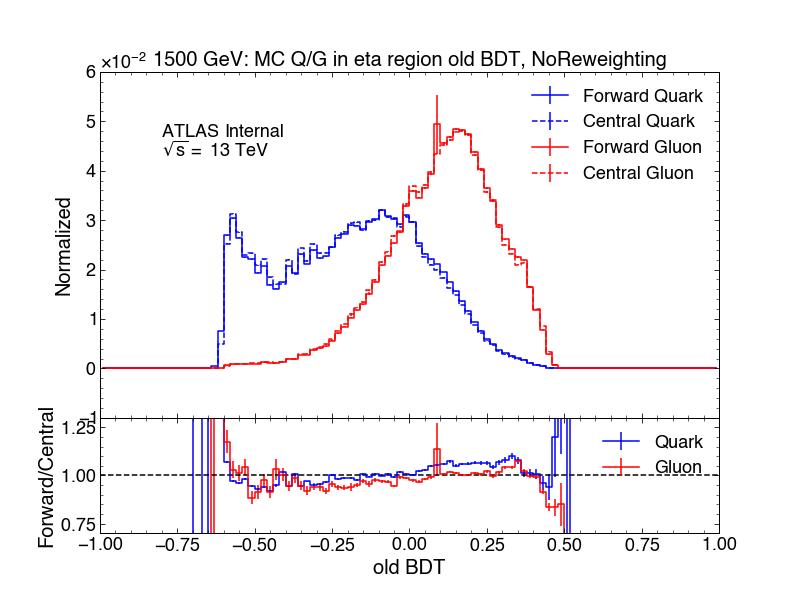 ×10⁻² 1500 GeV: MC Q/G in eta region old BDT, NoReweighting
6
5
4
3
2
1
0
−1
Normalized
ATLAS Internal
√s = 13 TeV
Forward Quark
Central Quark
Forward Gluon
Central Gluon
1.25
1.00
0.75
Forward/Central
Quark
Gluon
−1.00 −0.75 −0.50 −0.25 0.00 0.25 0.50 0.75 1.00
old BDT